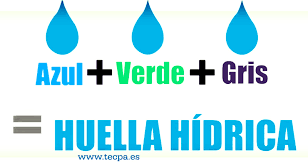 Azul + Verde + Gris
= HUELLA HÍDRICA
www.tecpa.es